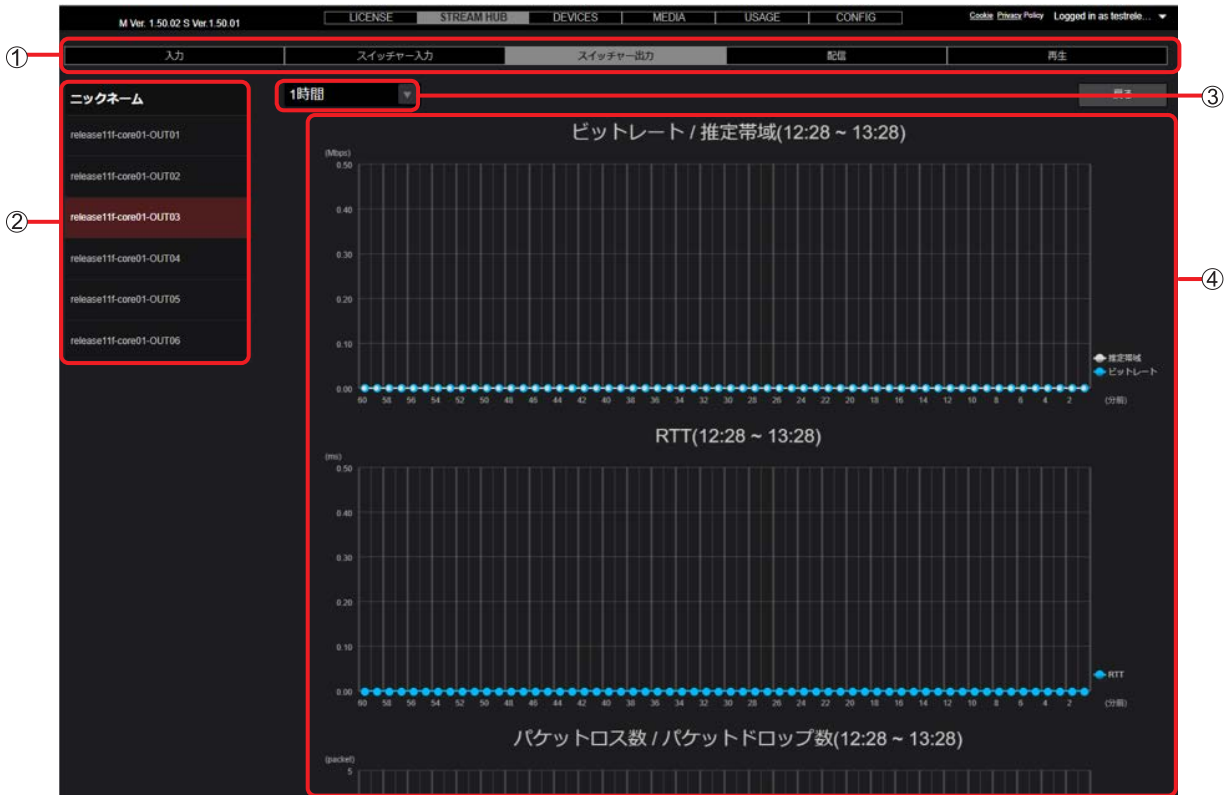 M Ver. 1.50.02 S Ver.1.50.01
LICENSE STREAM HUB DEVICES MEDIA USAGE CONFIG
Cookie Privacy Policy Logged in as testrele...
① 入力 スイッチャー入力 スイッチャー出力 配信 再生
ニックネーム
1時間
③
戻る
release11f-core01-OUT01
release11f-core01-OUT02
② release11f-core01-OUT03
release11f-core01-OUT04
release11f-core01-OUT05
release11f-core01-OUT06
ビットレート / 推定帯域(12:28 ~ 13:28)
(Mbps)
0.50
0.40
0.30
④
0.20
0.10
推定帯域
ビットレート
0.00
60 58 56 54 52 50 48 46 44 42 40 38 36 34 32 30 28 26 24 22 20 18 16 14 12 10 8 6 4 2 (分前)
RTT(12:28 ~ 13:28)
(ms)
0.50
0.40
0.30
0.20
0.10
RTT
0.00
60 58 56 54 52 50 48 46 44 42 40 38 36 34 32 30 28 26 24 22 20 18 16 14 12 10 8 6 4 2 (分前)
パケットロス数 / パケットドロップ数(12:28 ~ 13:28)
(packet)
5